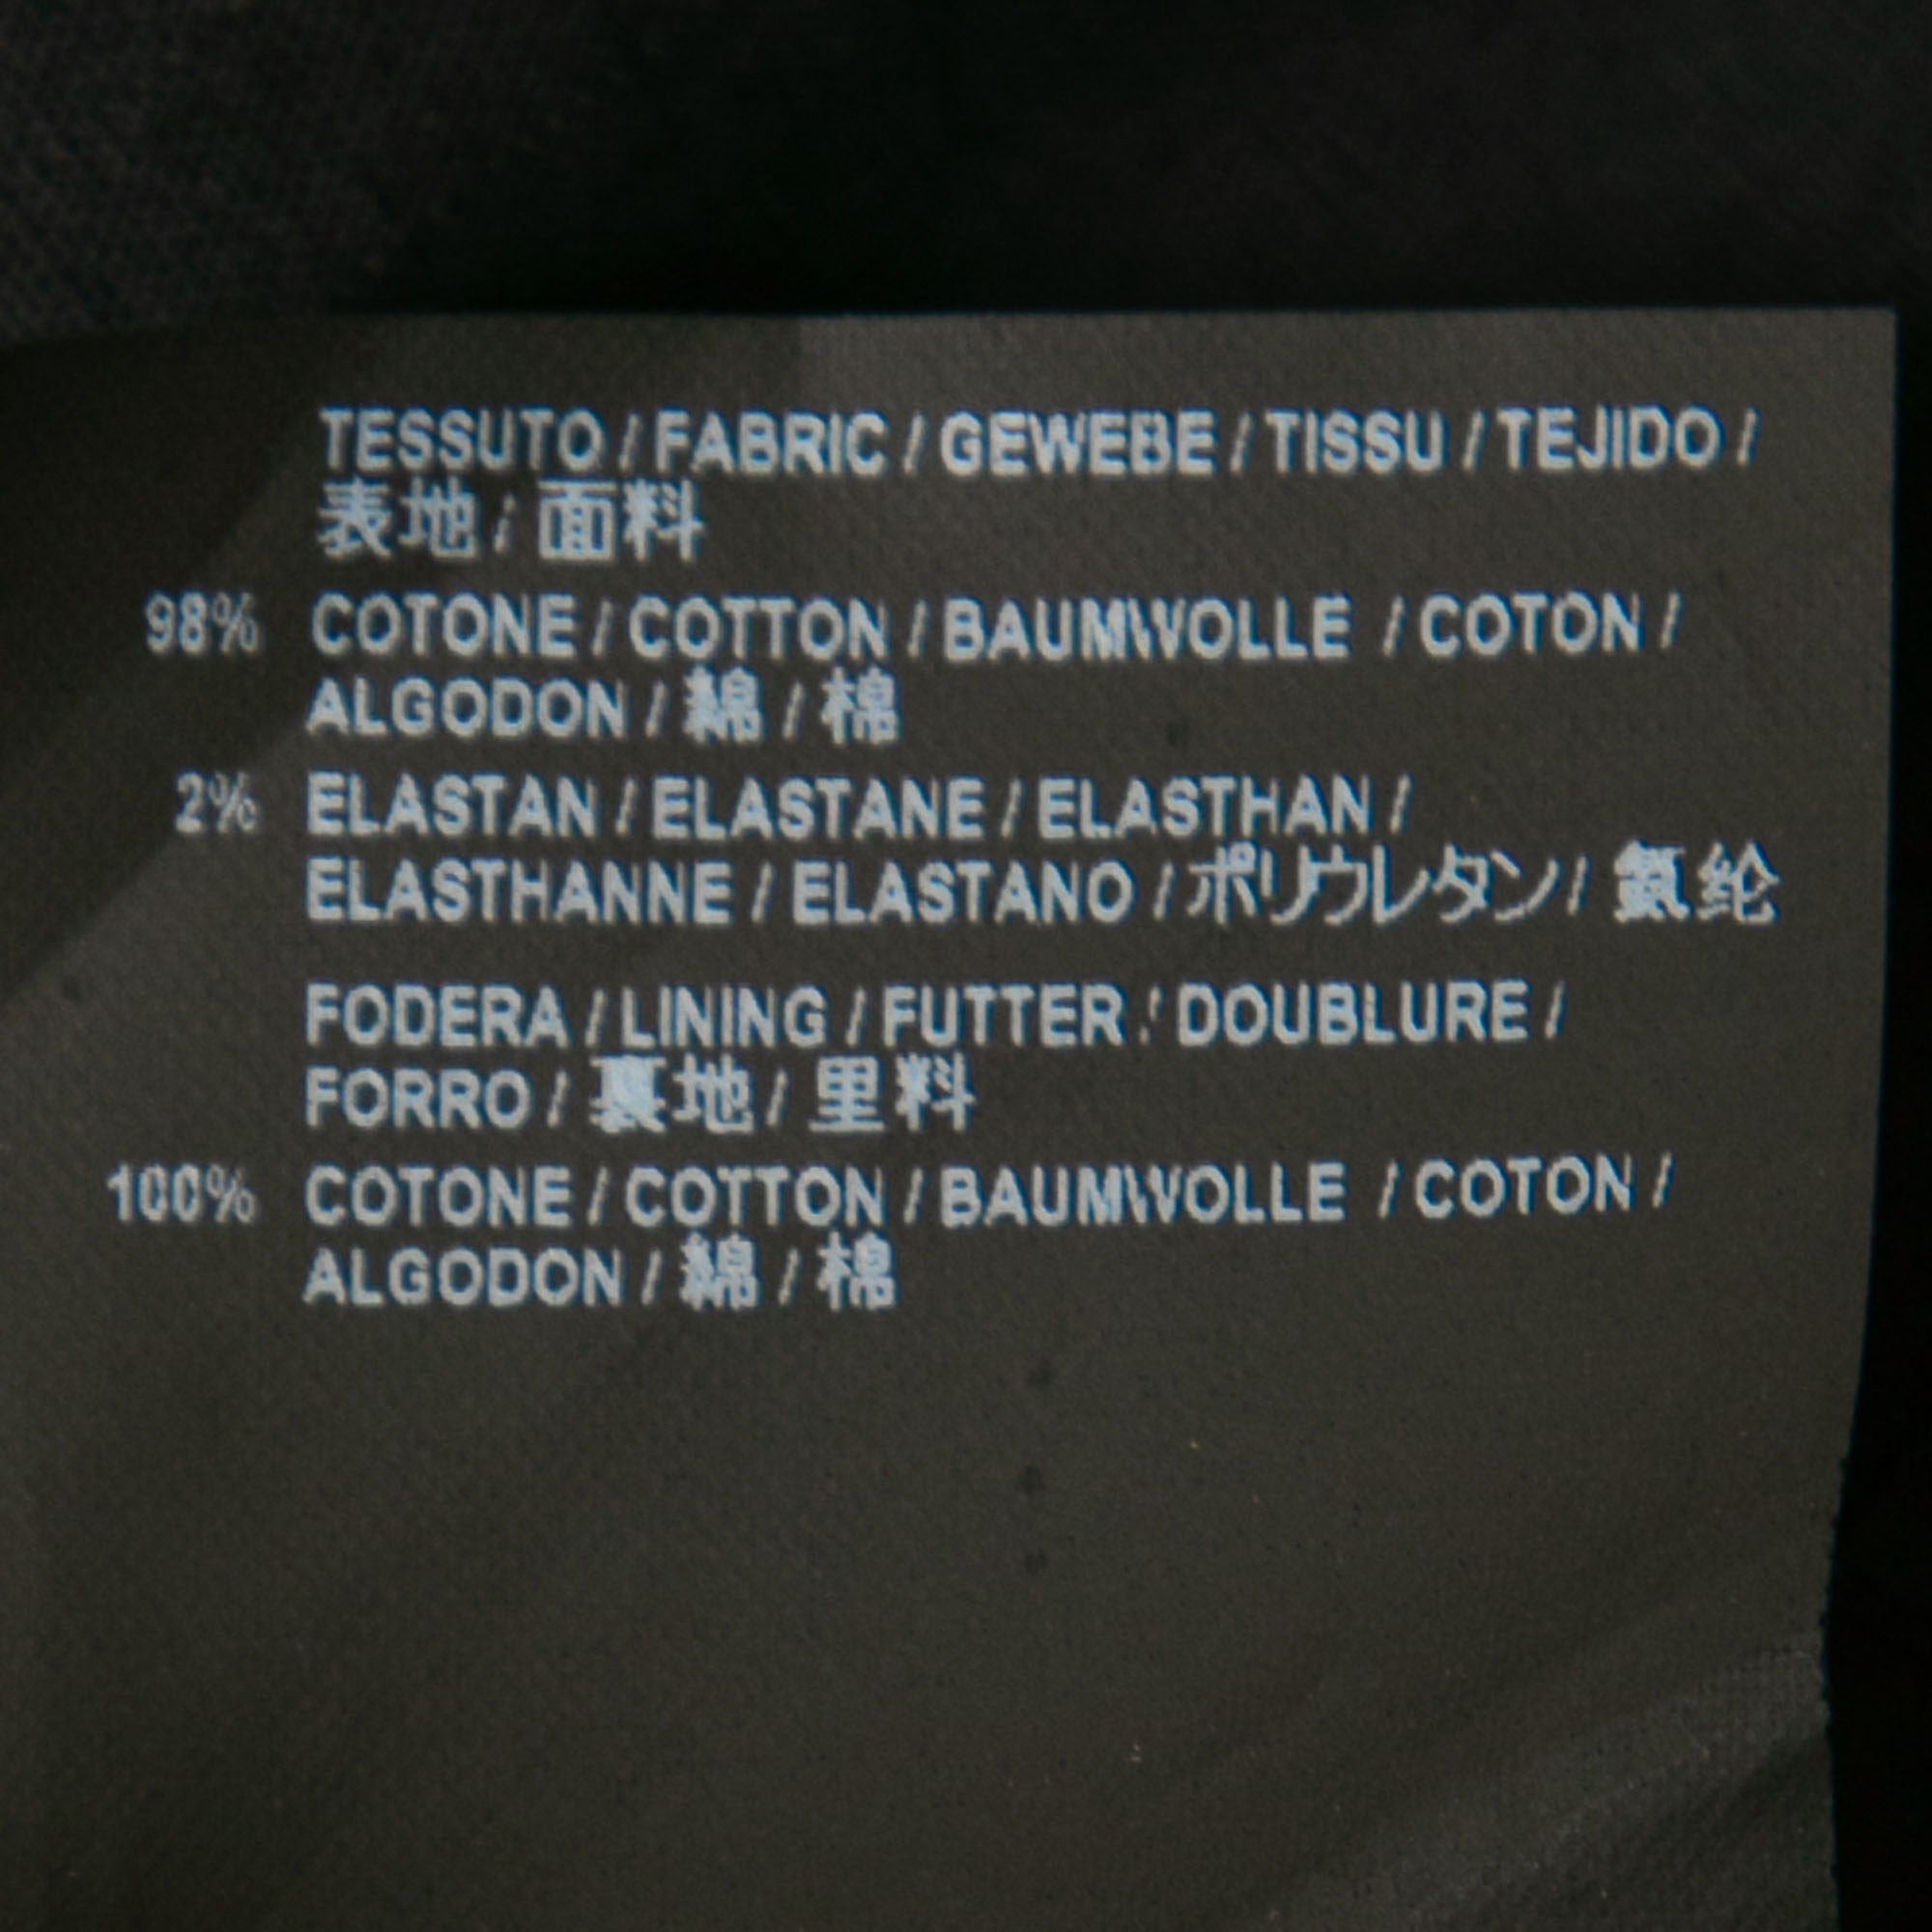 TESSUTO / FABRIC / GEWEBE / TISSU / TEJIDO /
表地 / 面料
98% COTONE / COTTON / BAUMWOLLE / COTON /
ALGODON / 綿 / 棉
2% ELASTAN / ELASTANE / ELASTHAN /
ELASTHANNE / ELASTANO / ポリウレタン / 氨纶
FODERA / LINING / FUTTER / DOUBLURE /
FORRO / 裏地 / 里料
100% COTONE / COTTON / BAUMWOLLE / COTON /
ALGODON / 綿 / 棉